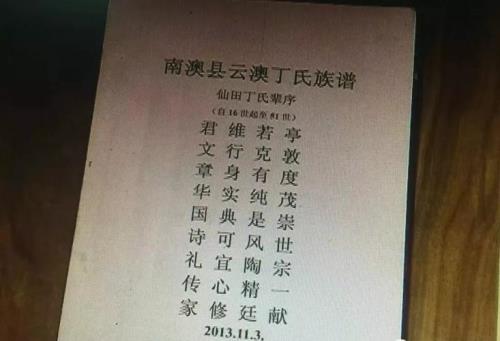 南澳县云澳丁氏族谱
仙田丁氏辈序
(自16世起至51世)
君维若亭
文行克敦
章身有度
华实纯茂
国典是崇
诗可风世
礼宜陶宗
传心精一
家修廷献
2013.11.3.